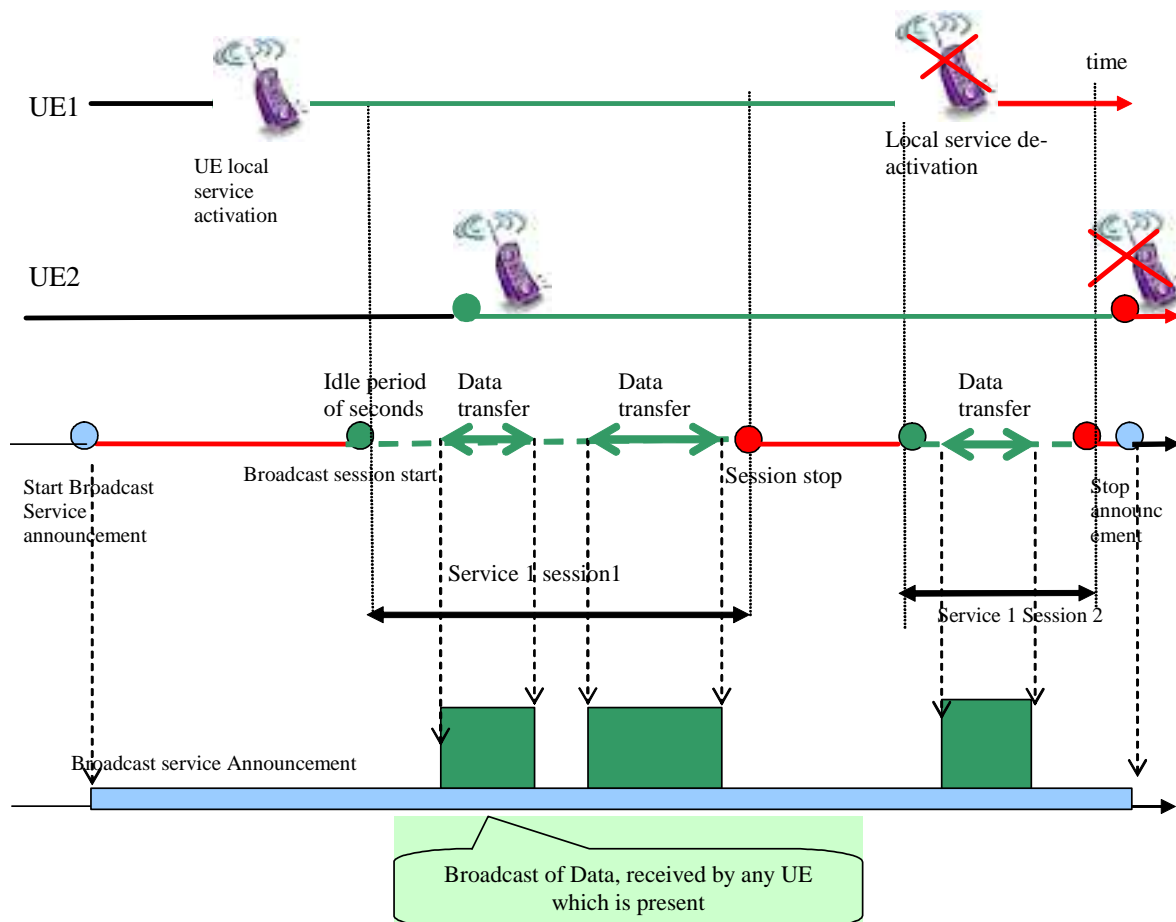 time
UE1
Local service de-
activation
UE local
service
activation
UE2
Idle period
of seconds
Data
transfer
Data
transfer
Data
transfer
Broadcast session start
Session stop
Start Broadcast
Service
announcement
Stop
announc
ement
Service 1 session1
Service 1 Session 2
Broadcast service Announcement
Broadcast of Data, received by any UE
which is present